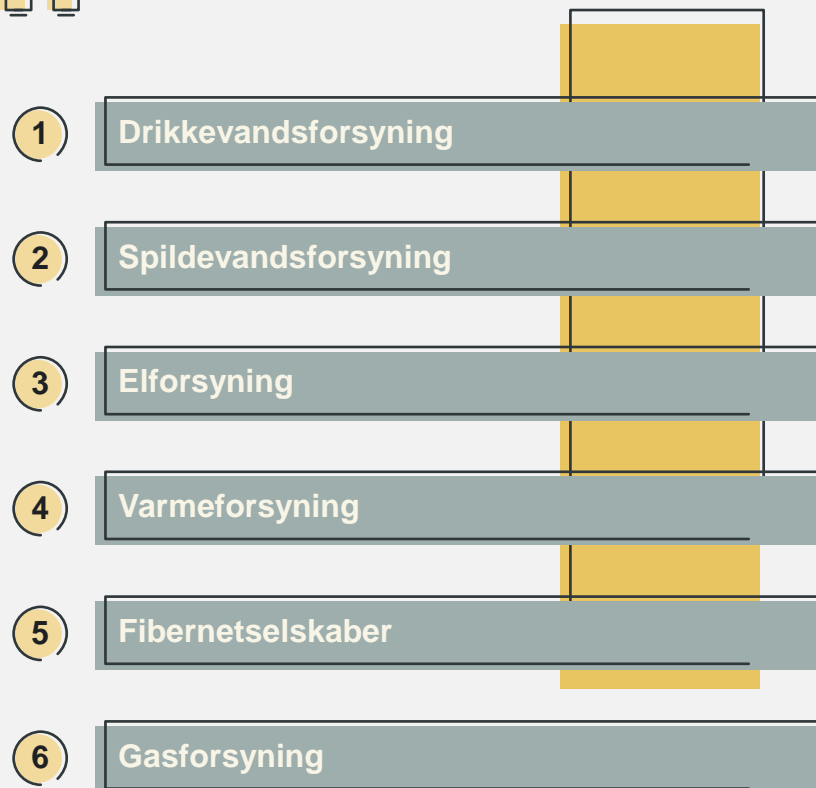 1 Drikkevandsforsyning
2 Spildevandsforsyning
3 Elforsyning
4 Varmeforsyning
5 Fibernetselskaber
6 Gasforsyning